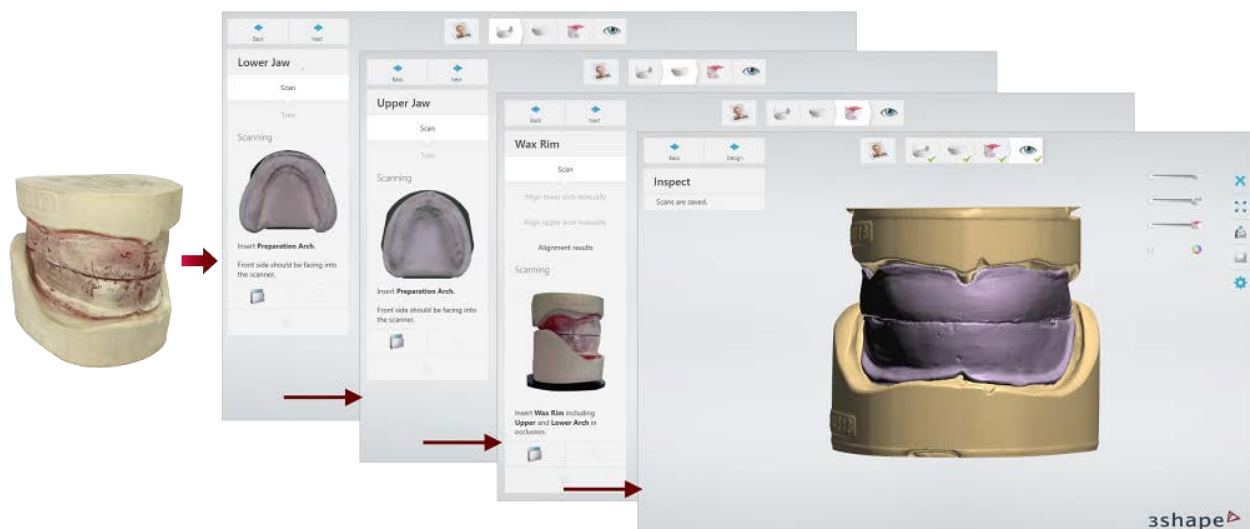 Back Next
Lower Jaw
Scan
Trim
Scanning
Insert Preparation Arch.
Front side should be facing into
the scanner.
Back Next
Upper Jaw
Scan
Trim
Scanning
Insert Preparation Arch.
Front side should be facing into
the scanner.
Back Next
Wax Rim
Scan
Align lower arch manually
Align upper arch manually
Alignment results
Scanning
Insert Wax Rim including
Upper and Lower Arch in
occlusion.
Back Design
Inspect
Scans are saved.
3shape